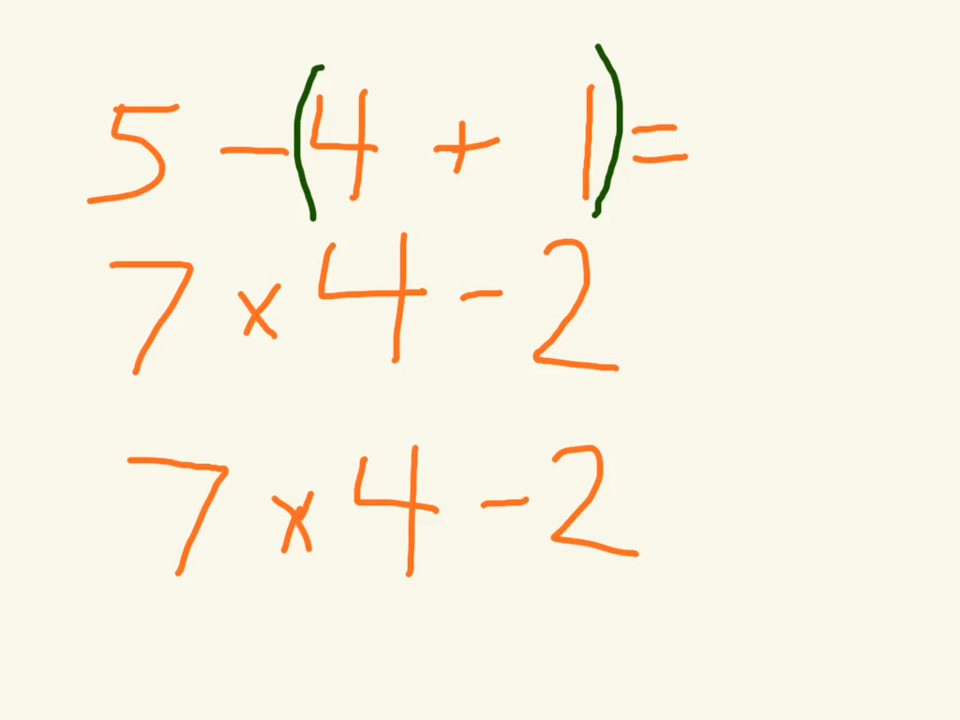 5 - (4 + 1) =
7 × 4 - 2
7 × 4 - 2